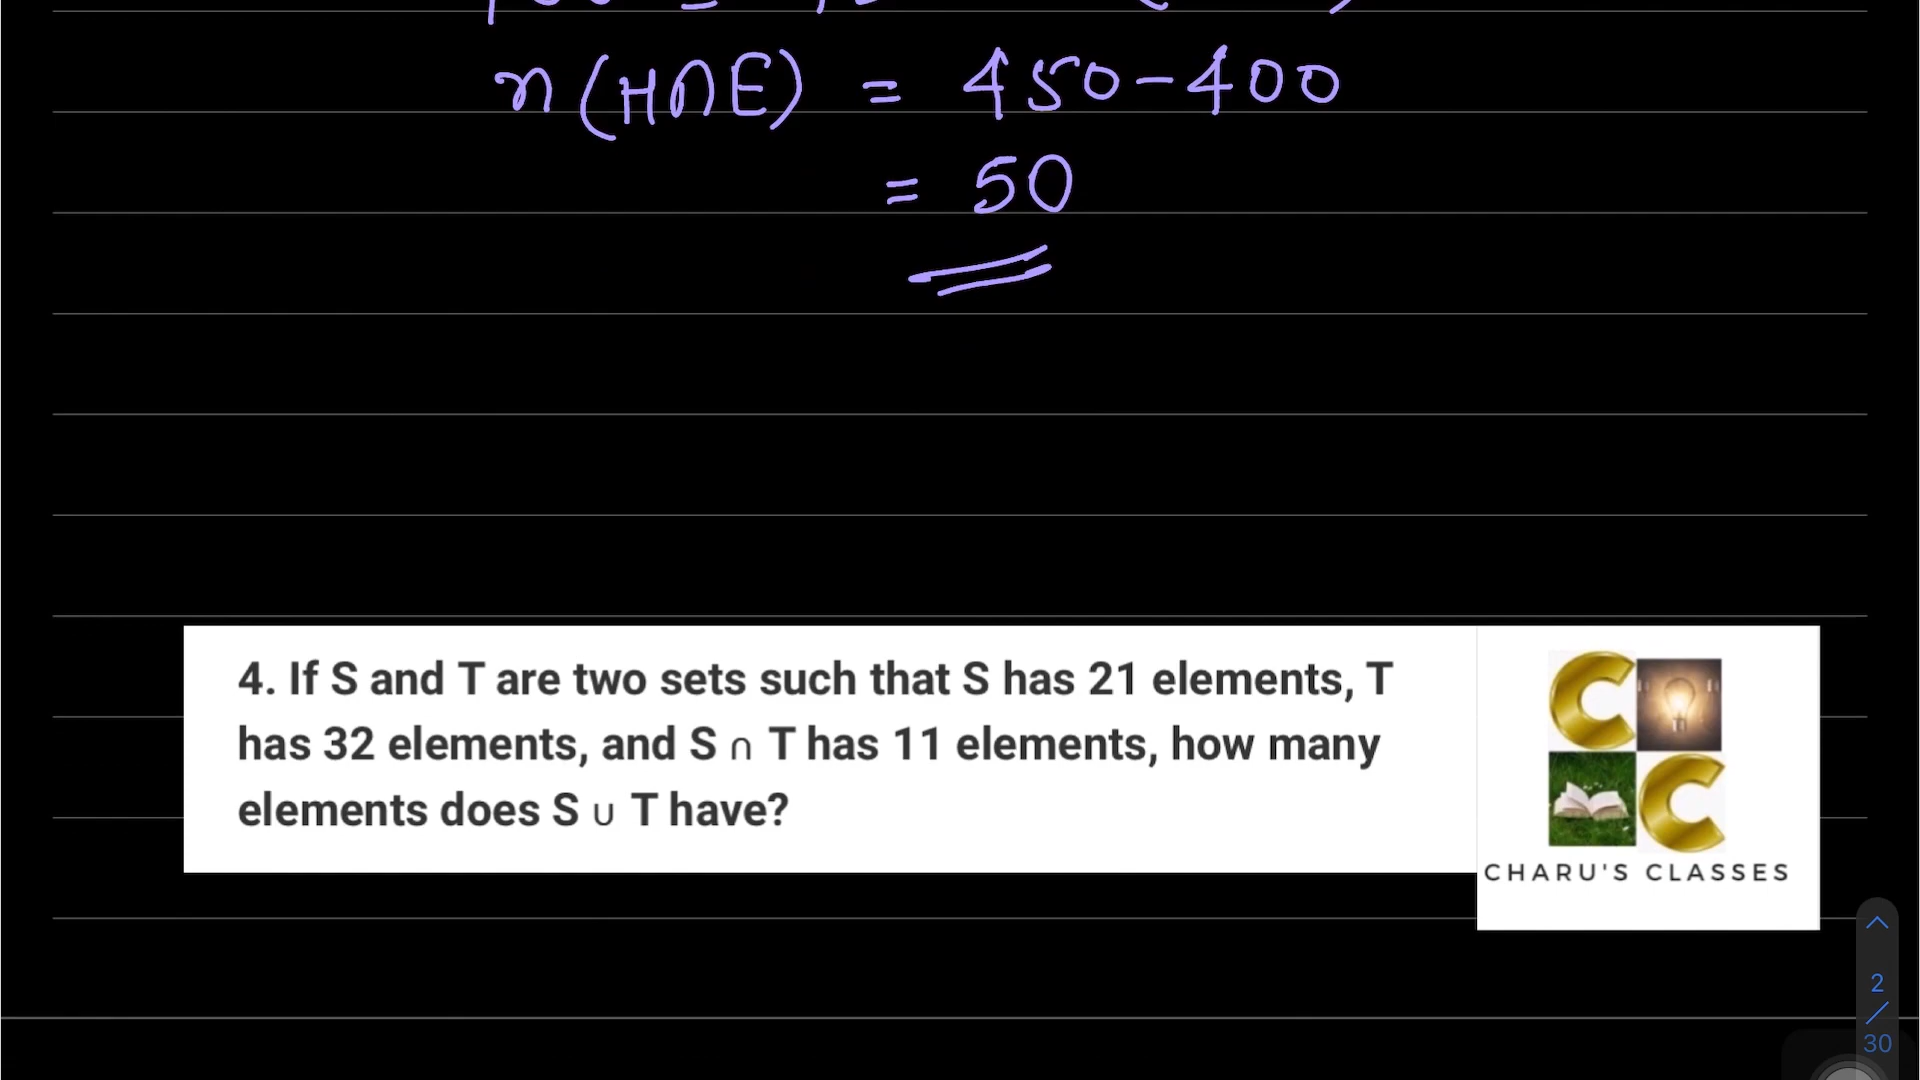 n(H∩E) = 450-400
= 50
4. If S and T are two sets such that S has 21 elements, T
has 32 elements, and S ∩ T has 11 elements, how many
elements does S ∪ T have?
C
C
CHARU'S CLASSES
2
/
30